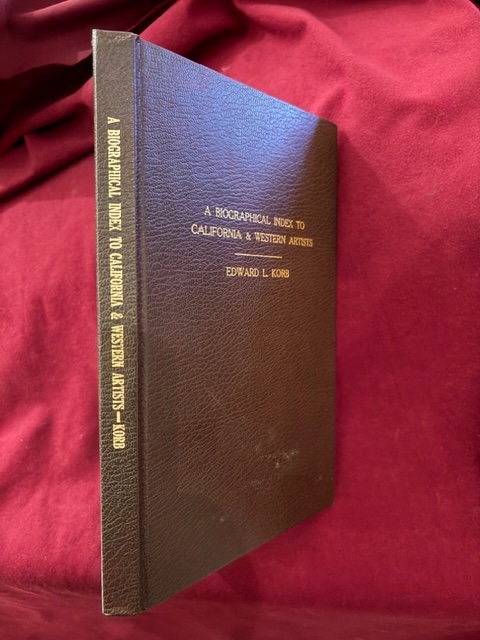 A BIOGRAPHICAL INDEX TO CALIFORNIA & WESTERN ARTISTS—KORB
A BIOGRAPHICAL INDEX TO
CALIFORNIA & WESTERN ARTISTS
EDWARD L. KORB